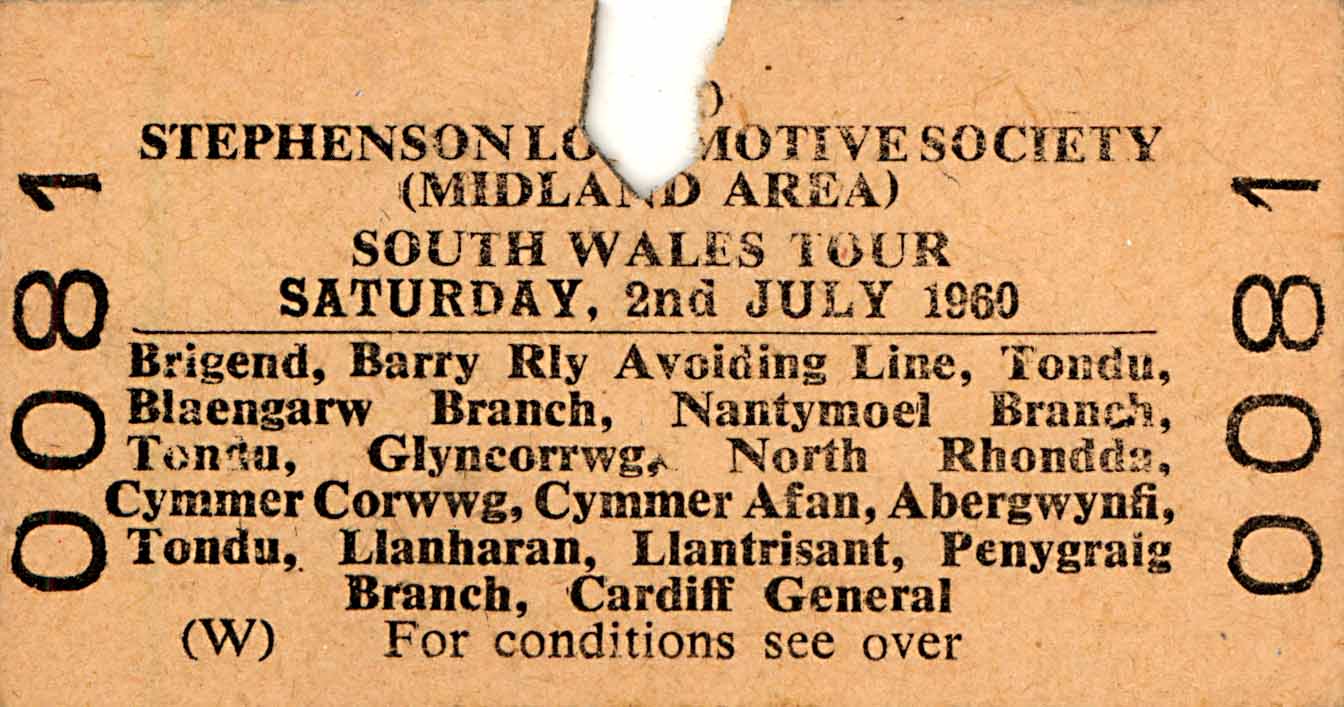 STEPHENSON LOCOMOTIVE SOCIETY
(MIDLAND AREA)
SOUTH WALES TOUR
SATURDAY, 2nd JULY 1960
Brigend, Barry Rly Avoiding Line, Tondu,
Blaengarw Branch, Nantymoel Branch,
Tondu, Glyncorrwg, North Rhondda,
Cymmer Corwwg, Cymmer Afan, Abergwynfi,
Tondu, Llanharan, Llantrisant, Penygraig
Branch, Cardiff General
(W) For conditions see over
0081
0081